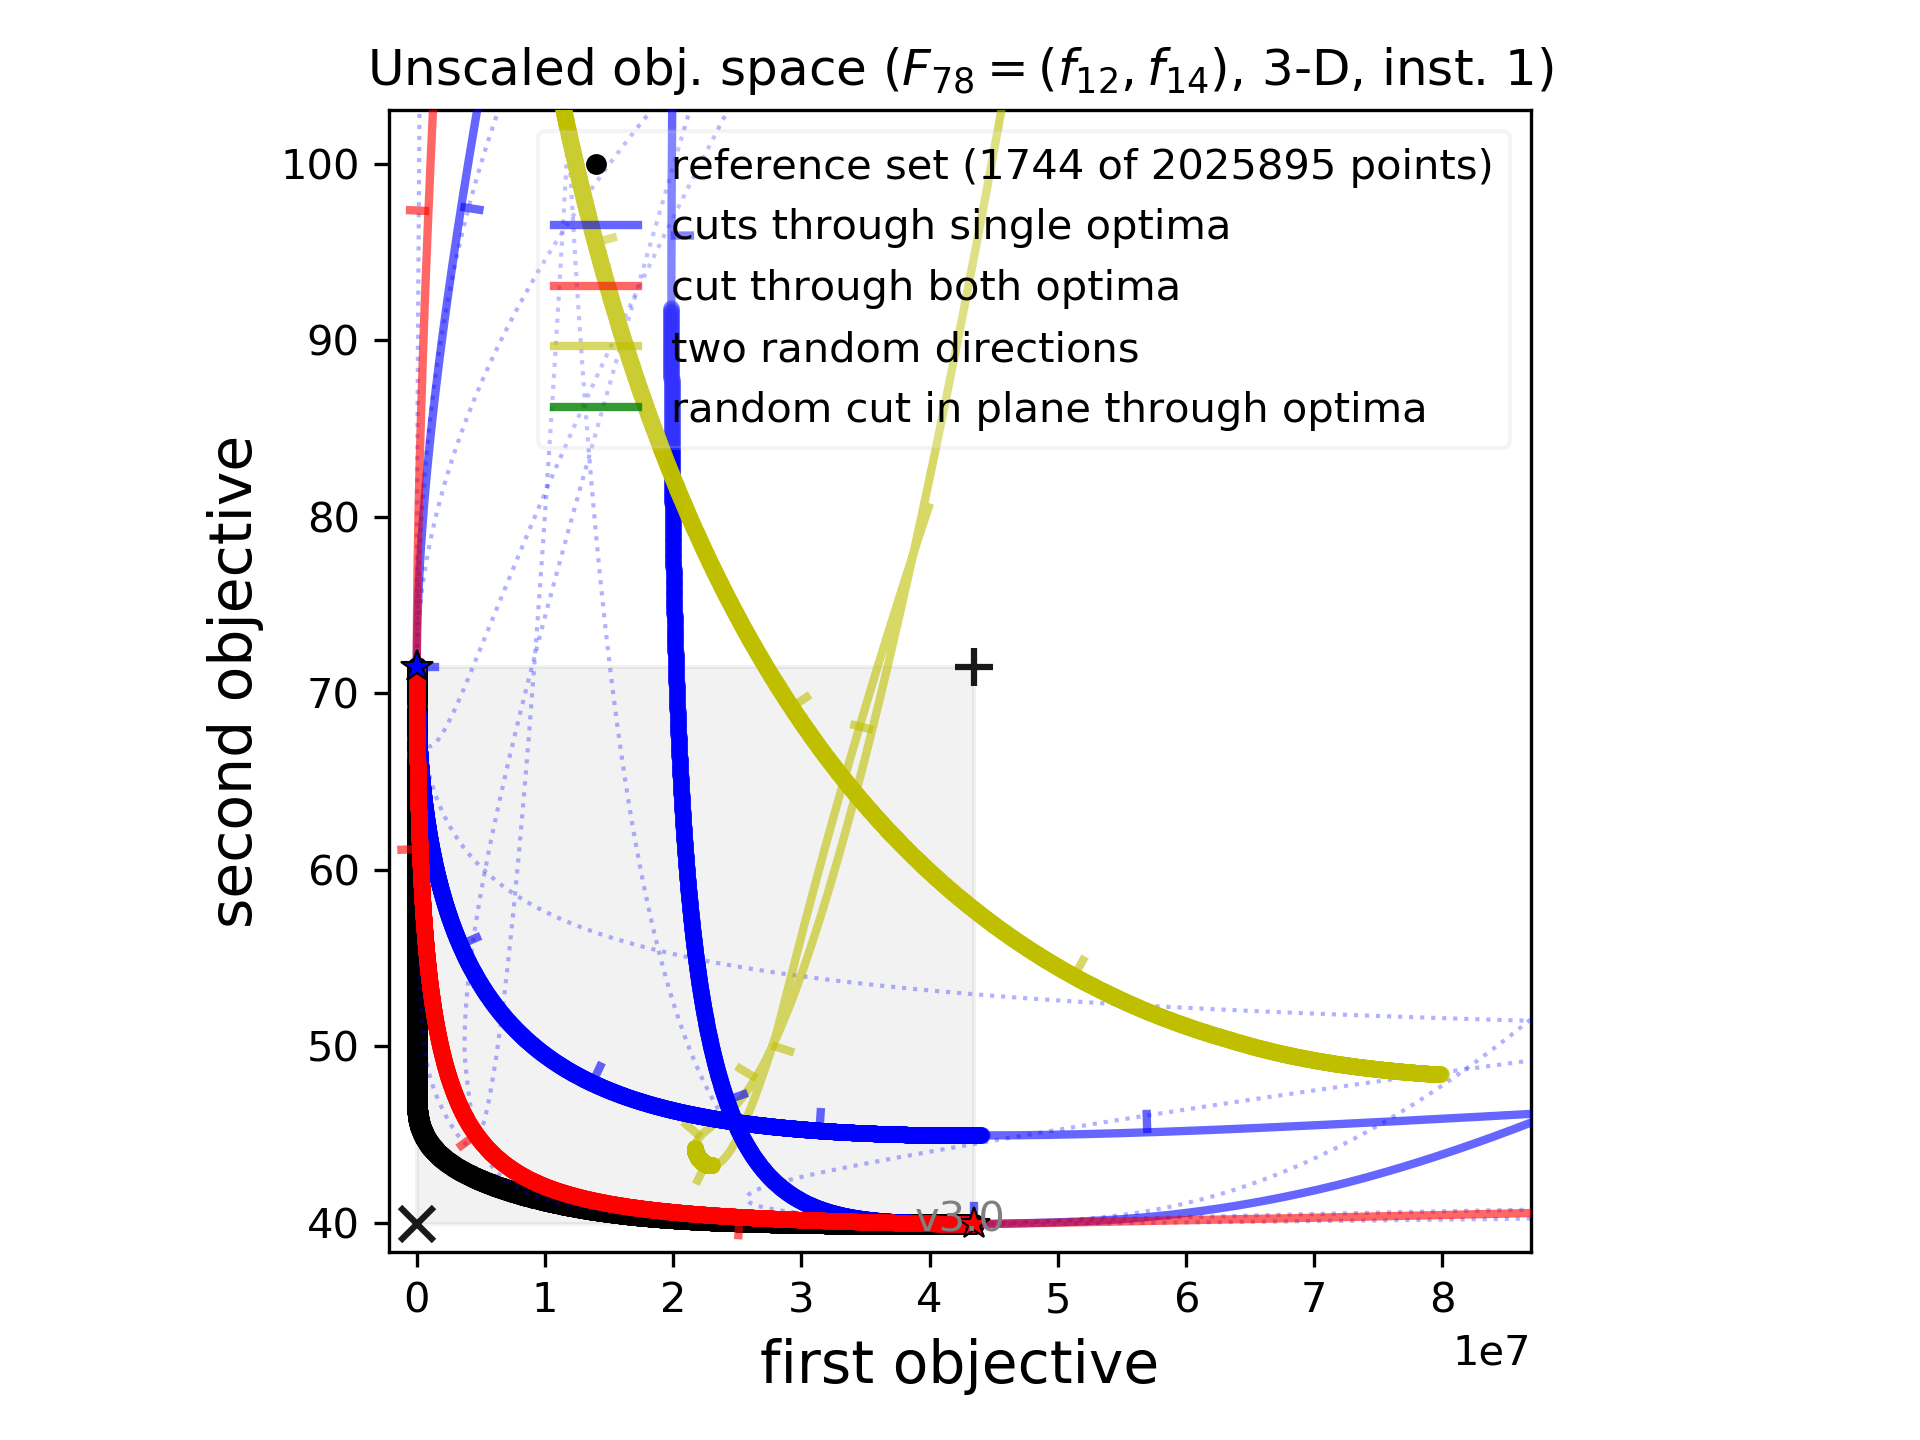 Unscaled obj. space (F78 = (f12, f14), 3-D, inst. 1)
reference set (1744 of 2025895 points)
cuts through single optima
cut through both optima
two random directions
random cut in plane through optima
100
90
80
70
60
50
40
second objective
v3.0
0 1 2 3 4 5 6 7 8
1e7
first objective